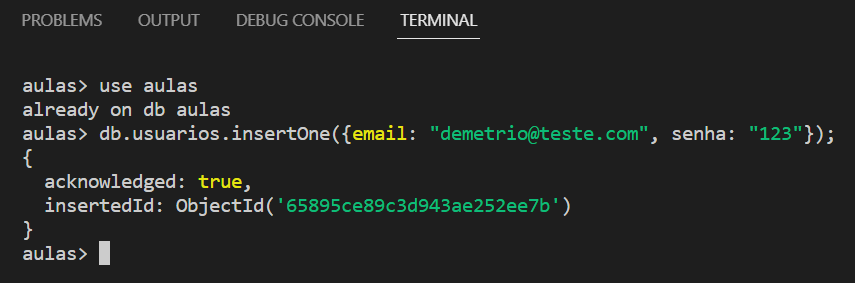 PROBLEMS OUTPUT DEBUG CONSOLE TERMINAL
aulas> use aulas
already on db aulas
aulas> db.usuarios.insertOne({email: "demetrio@teste.com", senha: "123"});
{
  acknowledged: true,
  insertedId: ObjectId('65895ce89c3d943ae252ee7b')
}
aulas>